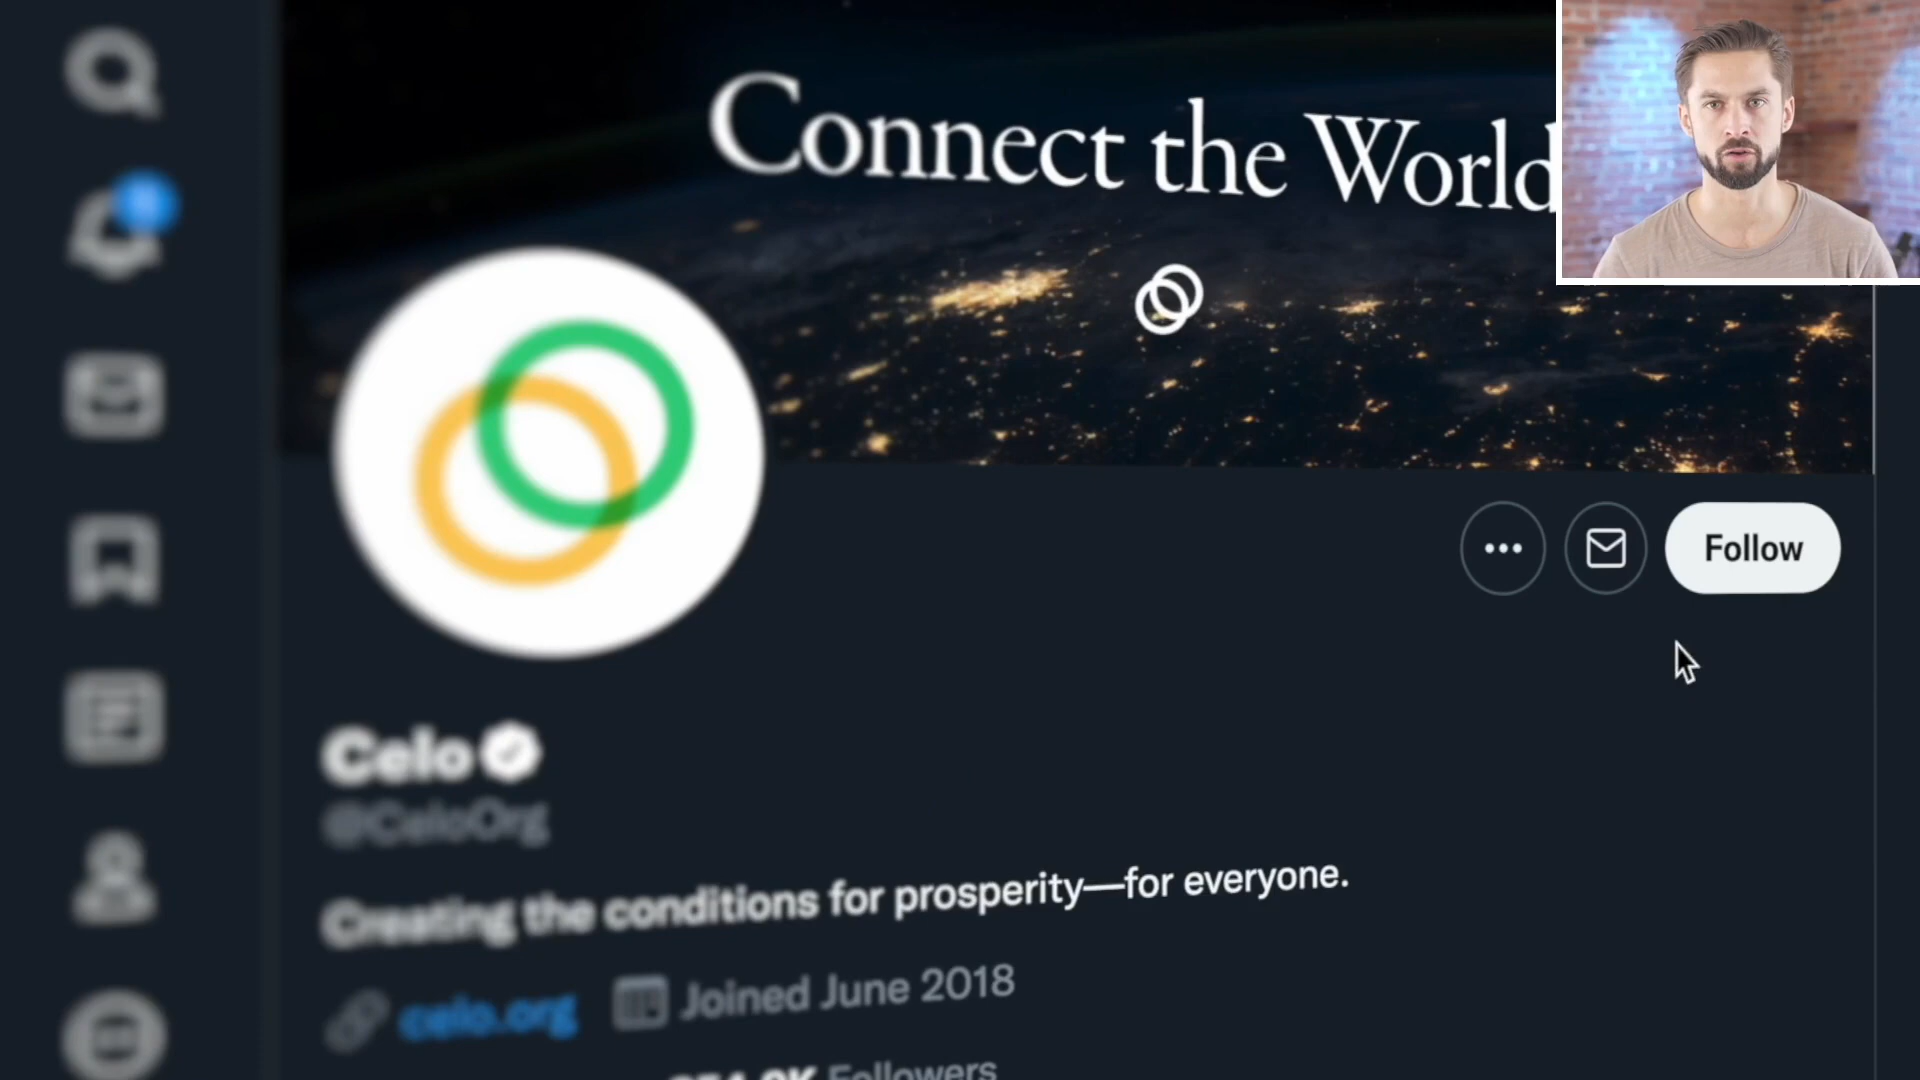 Connect the World
Follow
Celo
@CeloOrg
Creating the conditions for prosperity—for everyone.
celo.org Joined June 2018
Followers